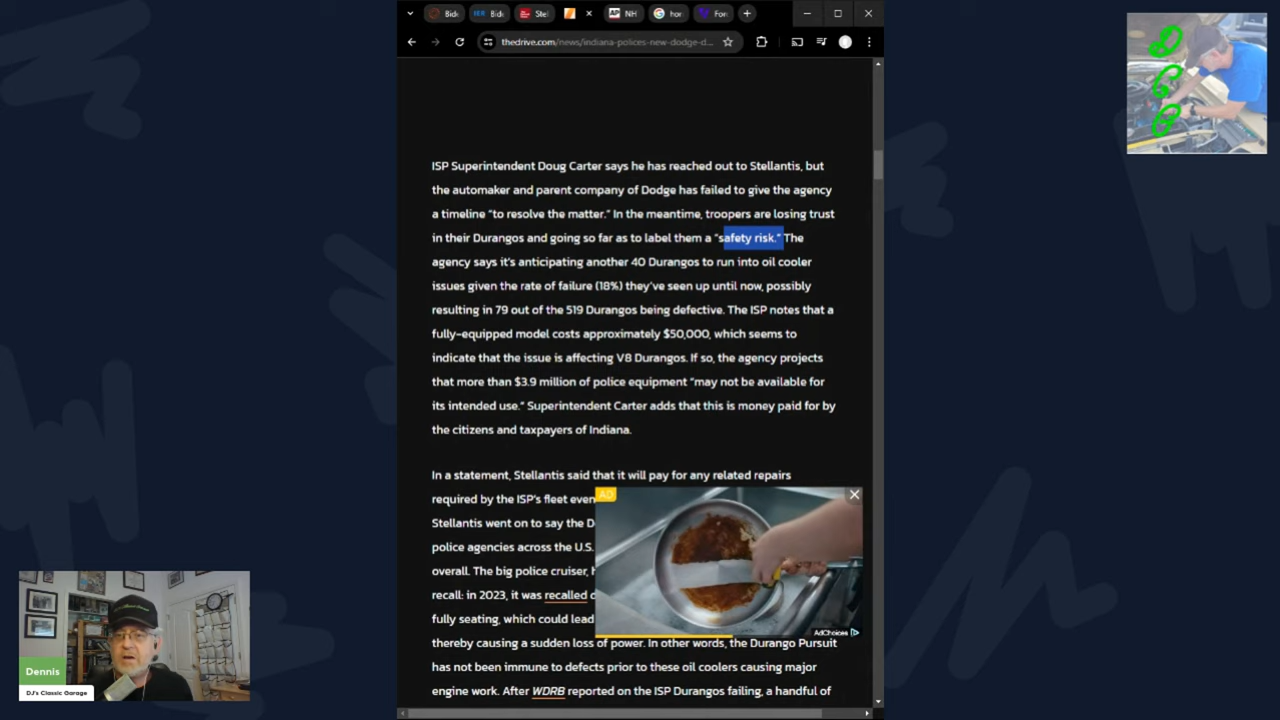 Bide
Bide
Stel
NH
hor
For
thedrive.com/news/indiana-polices-new-dodge-d...
ISP Superintendent Doug Carter says he has reached out to Stellantis, but
the automaker and parent company of Dodge has failed to give the agency
a timeline “to resolve the matter.” In the meantime, troopers are losing trust
in their Durangos and going so far as to label them a “safety risk.” The
agency says it’s anticipating another 40 Durangos to run into oil cooler
issues given the rate of failure (18%) they’ve seen up until now, possibly
resulting in 79 out of the 519 Durangos being defective. The ISP notes that a
fully-equipped model costs approximately $50,000, which seems to
indicate that the issue is affecting V8 Durangos. If so, the agency projects
that more than $3.9 million of police equipment “may not be available for
its intended use.” Superintendent Carter adds that this is money paid for by
the citizens and taxpayers of Indiana.
In a statement, Stellantis said that it will pay for any related repairs
required by the ISP’s fleet even
Stellantis went on to say the D
police agencies across the U.S.
overall. The big police cruiser, h
recall: in 2023, it was recalled
fully seating, which could lead
thereby causing a sudden loss of power. In other words, the Durango Pursuit
has not been immune to defects prior to these oil coolers causing major
engine work. After WDRB reported on the ISP Durangos failing, a handful of
AD
AdChoices
DGB
Dennis
DJ's Classic Garage